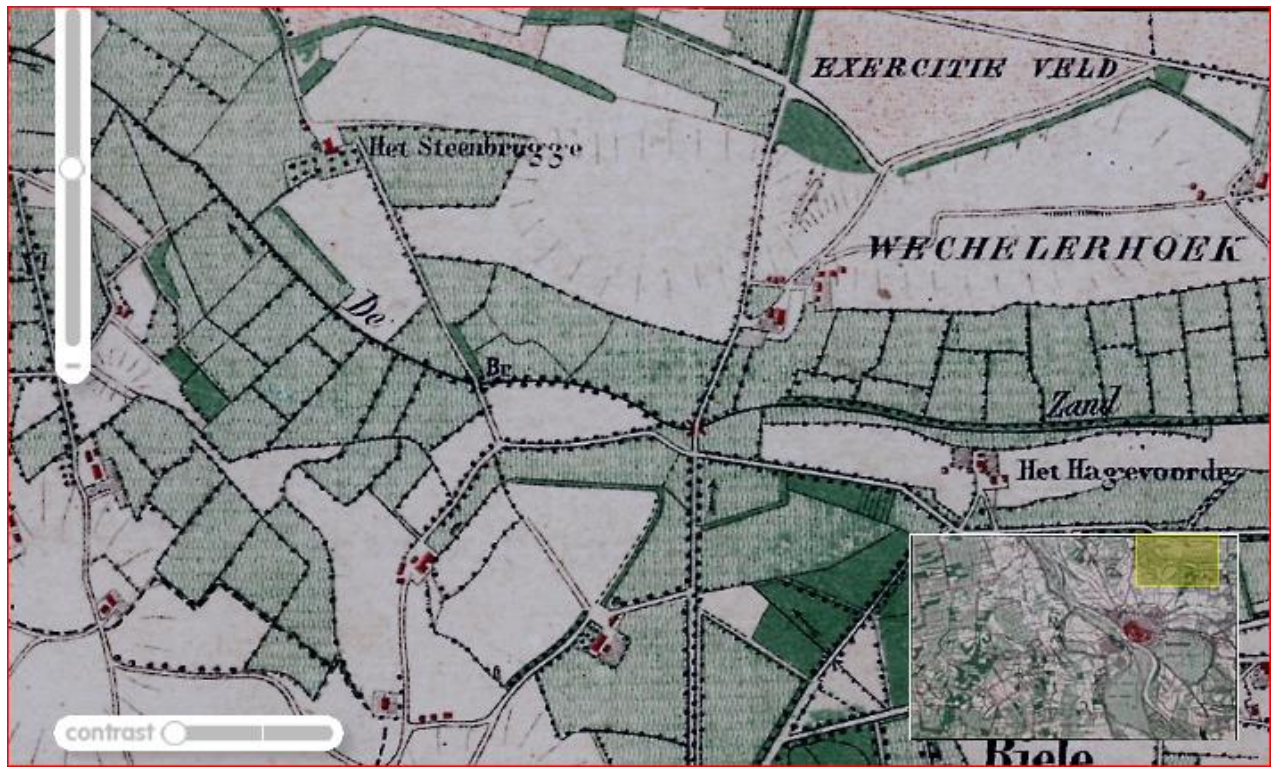 EXERCITIE VELD
Het Steenbrugge
WECHELERHOEK
De
Br.
Zand
Het Hagevoorde
contrast
Riele